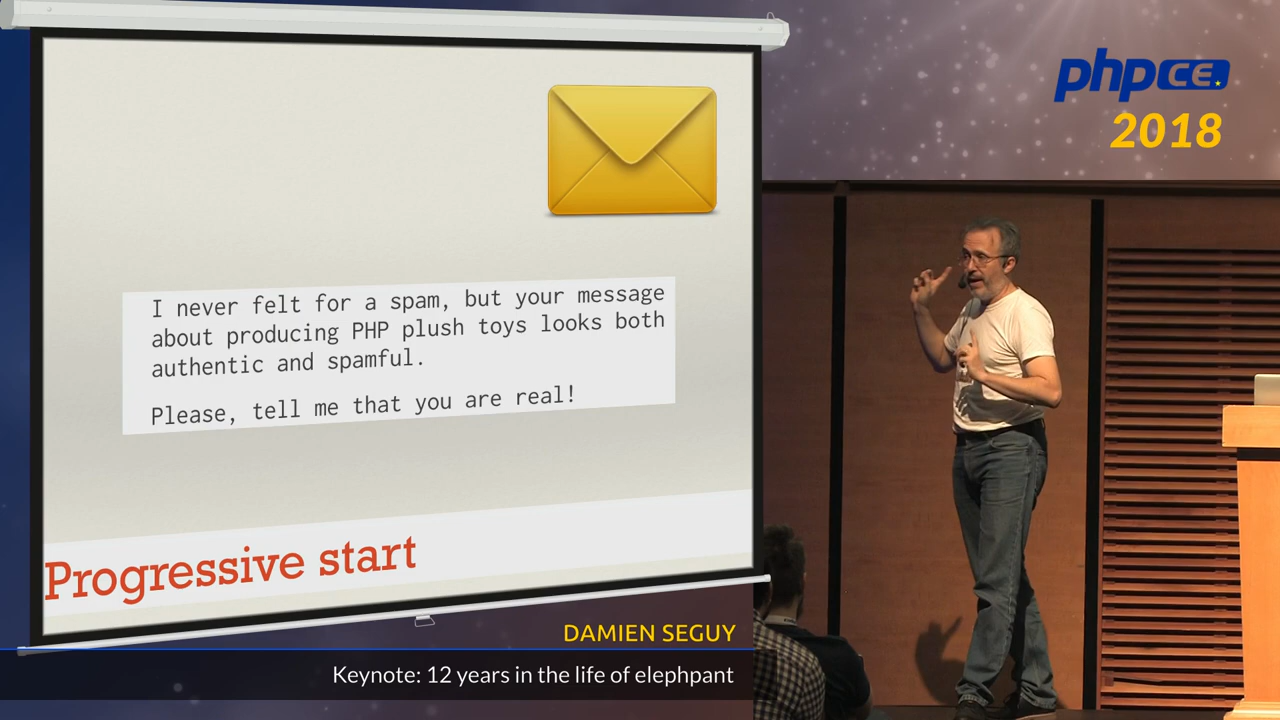 phpce.
2018
I never felt for a spam, but your message
about producing PHP plush toys looks both
authentic and spamful.
Please, tell me that you are real!
Progressive start
DAMIEN SEGUY
Keynote: 12 years in the life of elephpant